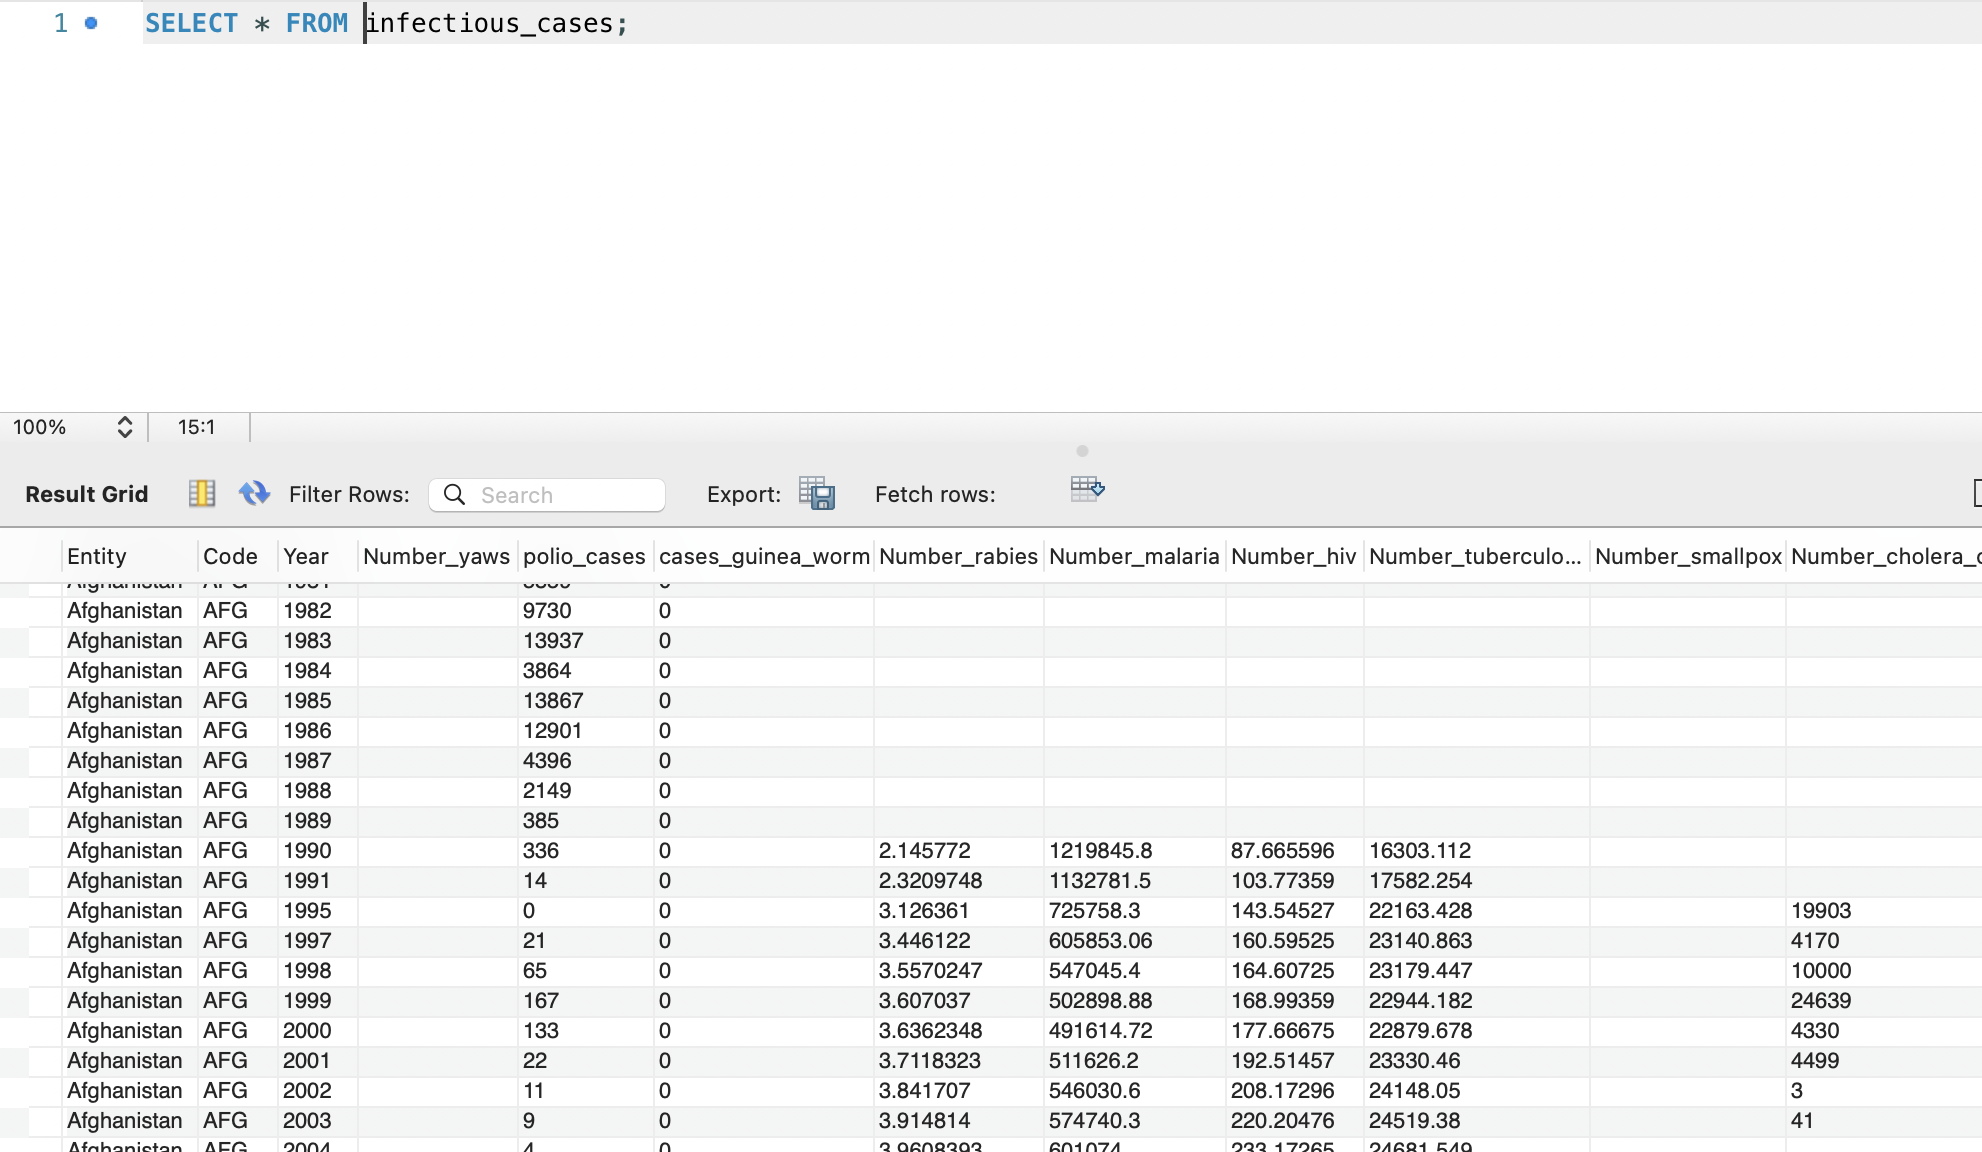 1 SELECT * FROM infectious_cases;
100% 15:1
Result Grid Filter Rows: Search Export: Fetch rows:
Entity Code Year Number_yaws polio_cases cases_guinea_worm Number_rabies Number_malaria Number_hiv Number_tuberculo... Number_smallpox Number_cholera_c
Afghanistan AFG 1982 9730 0
Afghanistan AFG 1983 13937 0
Afghanistan AFG 1984 3864 0
Afghanistan AFG 1985 13867 0
Afghanistan AFG 1986 12901 0
Afghanistan AFG 1987 4396 0
Afghanistan AFG 1988 2149 0
Afghanistan AFG 1989 385 0
Afghanistan AFG 1990 336 0 2.145772 1219845.8 87.665596 16303.112
Afghanistan AFG 1991 14 0 2.3209748 1132781.5 103.77359 17582.254
Afghanistan AFG 1995 0 0 3.126361 725758.3 143.54527 22163.428 19903
Afghanistan AFG 1997 21 0 3.446122 605853.06 160.59525 23140.863 4170
Afghanistan AFG 1998 65 0 3.5570247 547045.4 164.60725 23179.447 10000
Afghanistan AFG 1999 167 0 3.607037 502898.88 168.99359 22944.182 24639
Afghanistan AFG 2000 133 0 3.6362348 491614.72 177.66675 22879.678 4330
Afghanistan AFG 2001 22 0 3.7118323 511626.2 192.51457 23330.46 4499
Afghanistan AFG 2002 11 0 3.841707 546030.6 208.17296 24148.05 3
Afghanistan AFG 2003 9 0 3.914814 574740.3 220.20476 24519.38 41
Afghanistan AFG 2004 4 0 3.9608393 601074 233.17265 24681.549